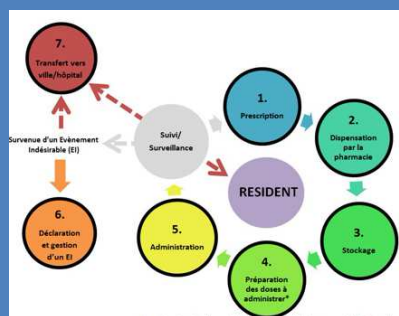 7.
Transfert vers
ville/hôpital
1.
Prescription
2.
Dispensation
par la
pharmacie
Suivi/
Surveillance
Survenue d'un Evènement
Indésirable (EI)
RESIDENT
6.
Déclaration
et gestion
d'un EI
5.
Administration
3.
Stockage
4.
Préparation
des doses à
administrer*